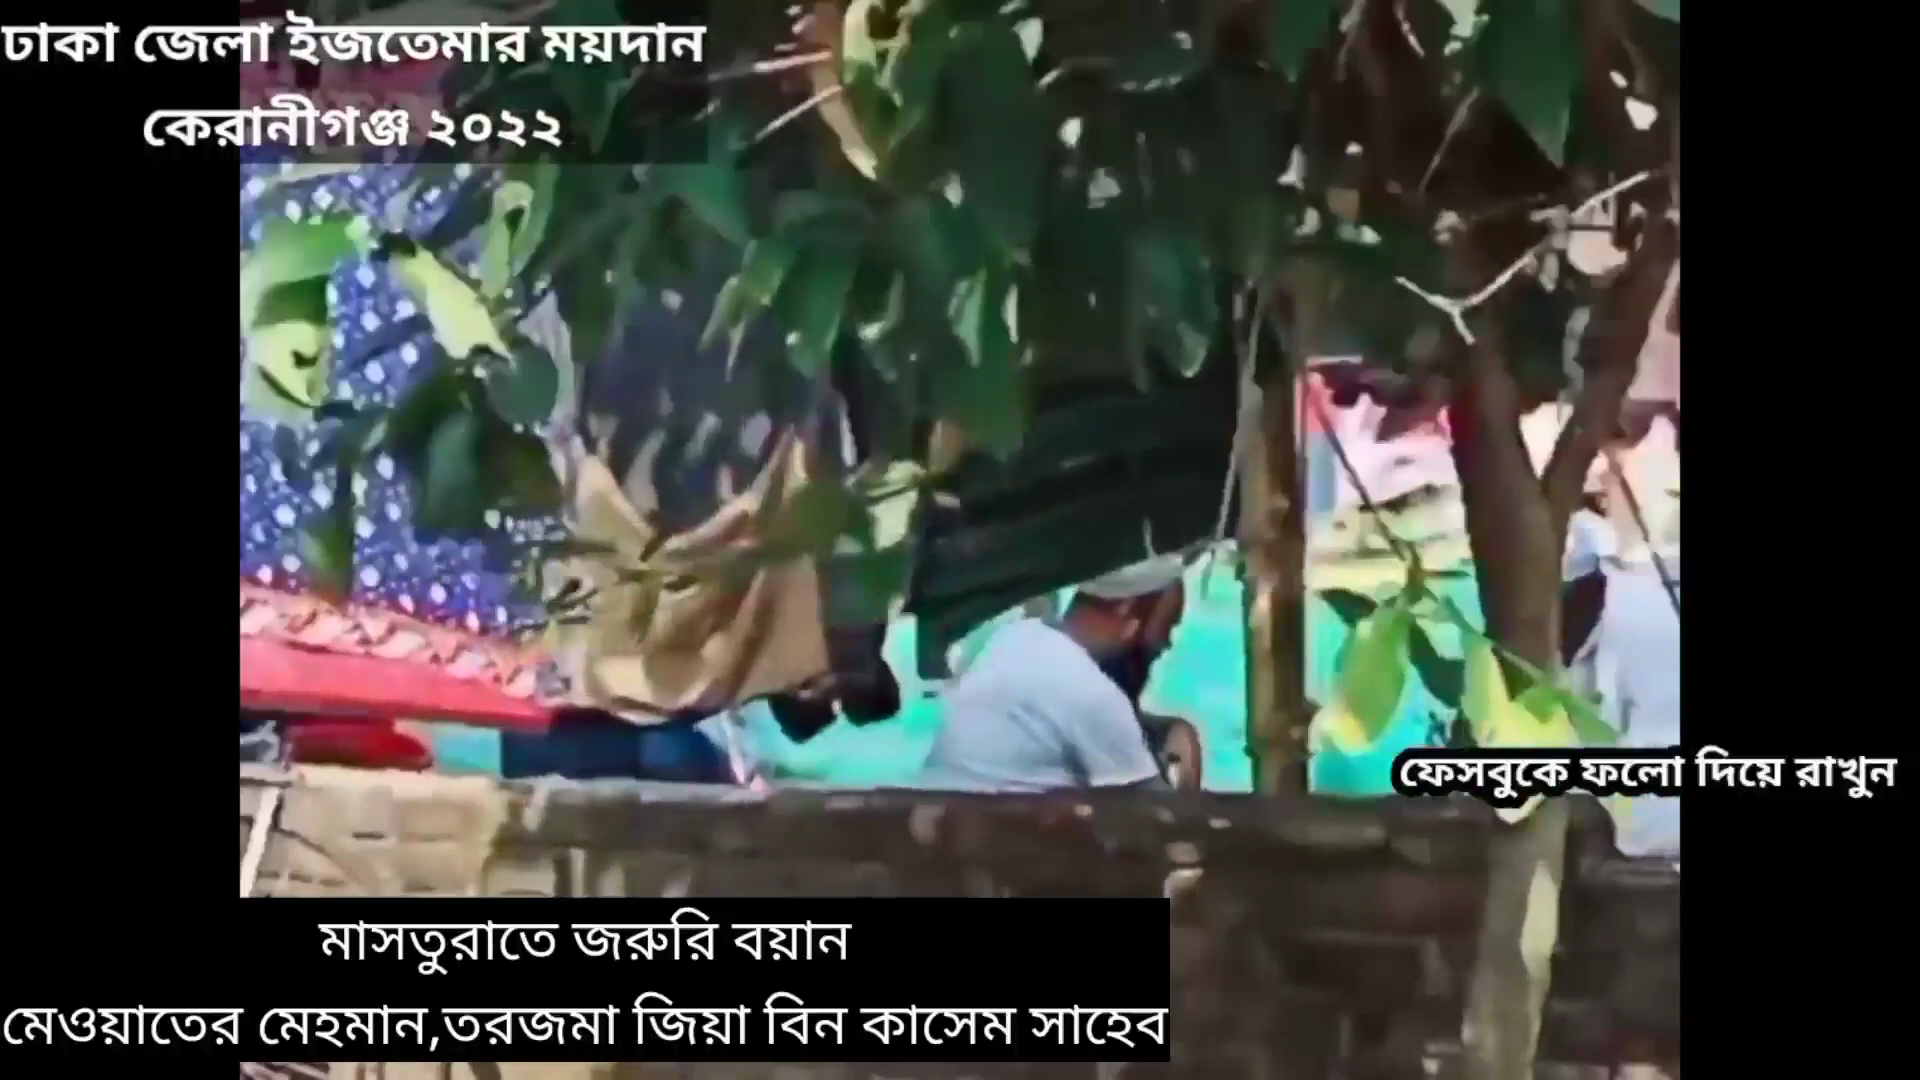 ঢাকা জেলা ইজতেমার ময়দান
কেরানীগঞ্জ ২০২২
ফেসবুকে ফলো দিয়ে রাখুন
মাসতুরাতে জরুরি বয়ান
মেওয়াতের মেহমান,তরজমা জিয়া বিন কাসেম সাহেব